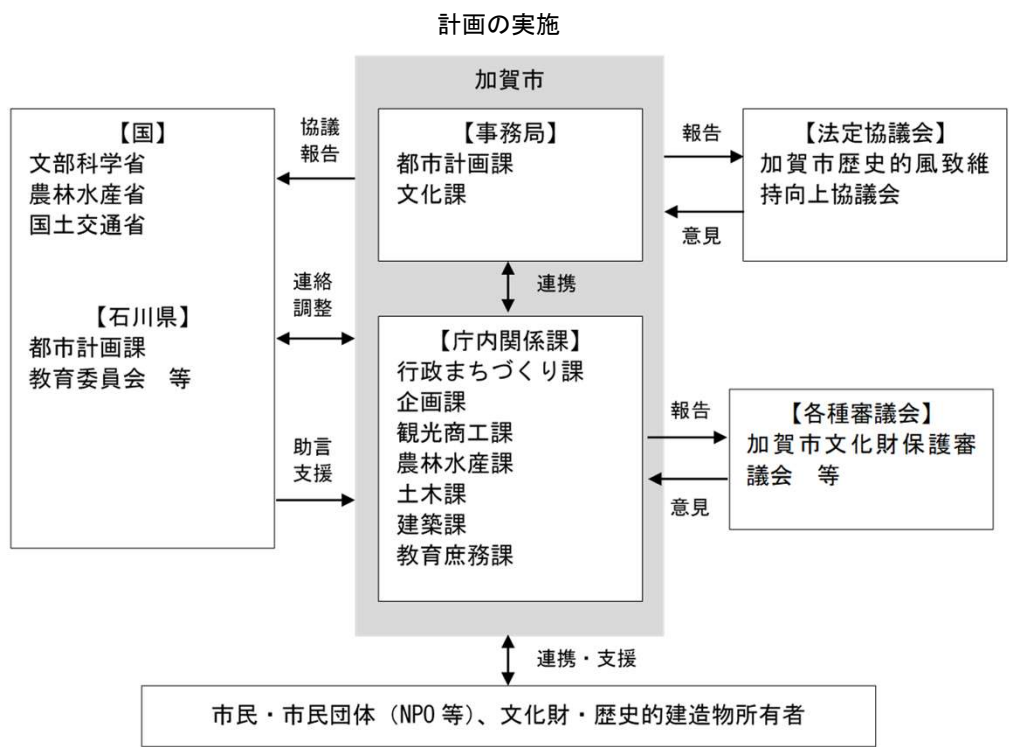 計画の実施
加賀市
【国】
文部科学省
農林水産省
国土交通省
【石川県】
都市計画課
教育委員会　等
協議
報告
連絡
調整
助言
支援
【事務局】
都市計画課
文化課
連携
【庁内関係課】
行政まちづくり課
企画課
観光商工課
農林水産課
土木課
建築課
教育庶務課
報告
意見
【法定協議会】
加賀市歴史的風致維
持向上協議会
報告
意見
【各種審議会】
加賀市文化財保護審
議会　等
連携・支援
市民・市民団体（NPO 等）、文化財・歴史的建造物所有者